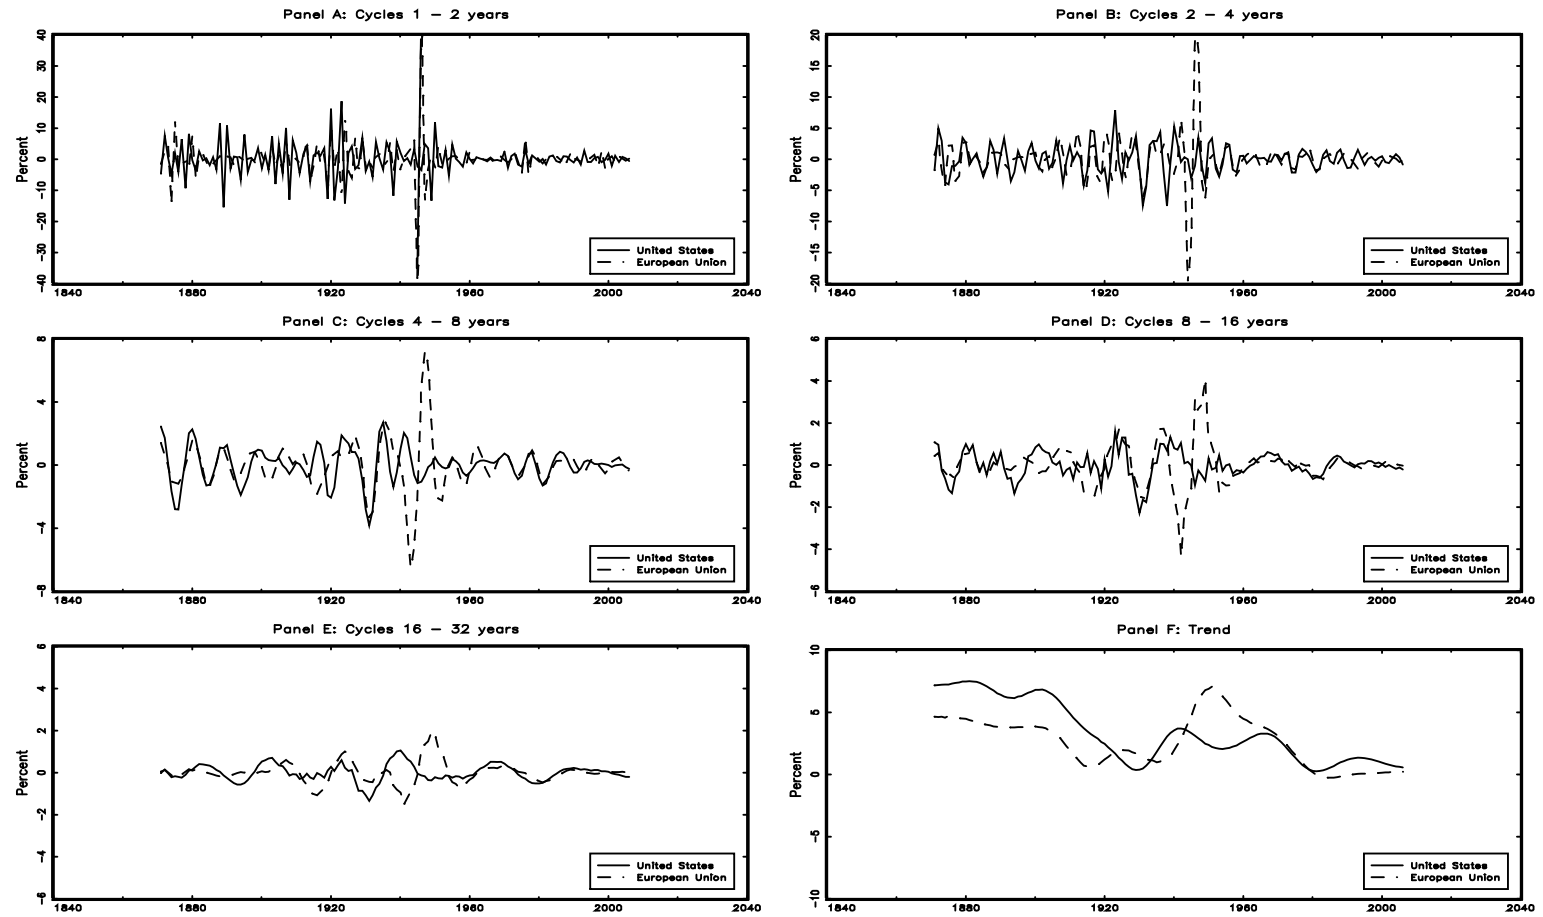 Panel A: Cycles 1 – 2 years
Percent
40
30
20
10
0
−10
−20
−30
−40
United States
European Union
1840 1880 1920 1960 2000 2040
Panel B: Cycles 2 – 4 years
Percent
20
15
10
5
0
−5
−10
−15
−20
United States
European Union
1840 1880 1920 1960 2000 2040
Panel C: Cycles 4 – 8 years
Percent
8
4
0
−4
−8
United States
European Union
1840 1880 1920 1960 2000 2040
Panel D: Cycles 8 – 16 years
Percent
6
4
2
0
−2
−4
−6
United States
European Union
1840 1880 1920 1960 2000 2040
Panel E: Cycles 16 – 32 years
Percent
6
4
2
0
−2
−4
−6
United States
European Union
1840 1880 1920 1960 2000 2040
Panel F: Trend
Percent
10
5
0
−5
−10
United States
European Union
1840 1880 1920 1960 2000 2040